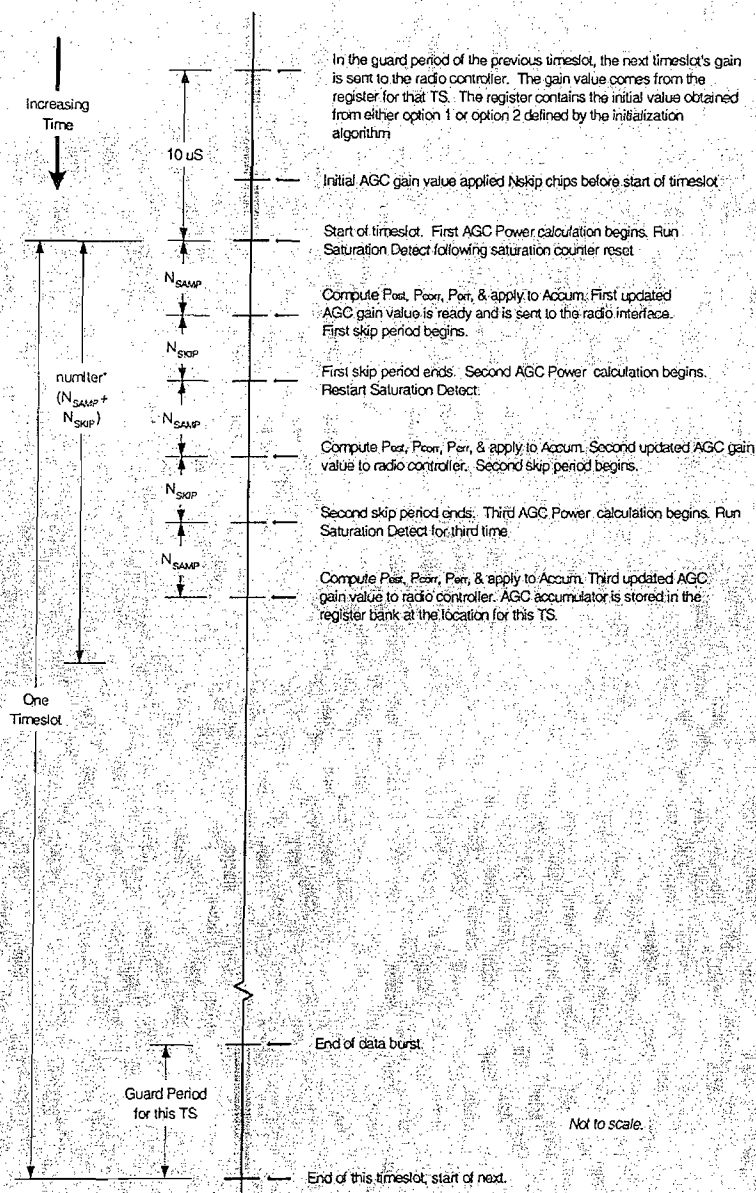 In the guard period of the previous timeslot, the next timeslot's gain
is sent to the radio controller. The gain value comes from the
register for that TS. The register contains the initial value obtained
from either option 1 or option 2 defined by the initialization
algorithm
Increasing
Time
10 uS
Initial AGC gain value applied Nskip chips before start of timeslot
Start of timeslot. First AGC Power calculation begins. Run
Saturation Detect following saturation counter reset
NSAMP
Compute Pest, Pcorr, Perr, & apply to Accum. First updated
AGC gain value is ready and is sent to the radio interface.
First skip period begins.
NSKIP
First skip period ends. Second AGC Power calculation begins.
Restart Saturation Detect.
numIter*
(NSAMP+
NSKIP)
NSAMP
Compute Pest, Pcorr, Perr, & apply to Accum. Second updated AGC gain
value to radio controller. Second skip period begins.
NSKIP
Second skip period ends. Third AGC Power calculation begins. Run
Saturation Detect for third time
NSAMP
Compute Pest, Pcorr, Perr, & apply to Accum. Third updated AGC
gain value to radio controller. AGC accumulator is stored in the
register bank at the location for this TS.
One
Timeslot
End of data burst.
Guard Period
for this TS
Not to scale.
End of this timeslot, start of next.